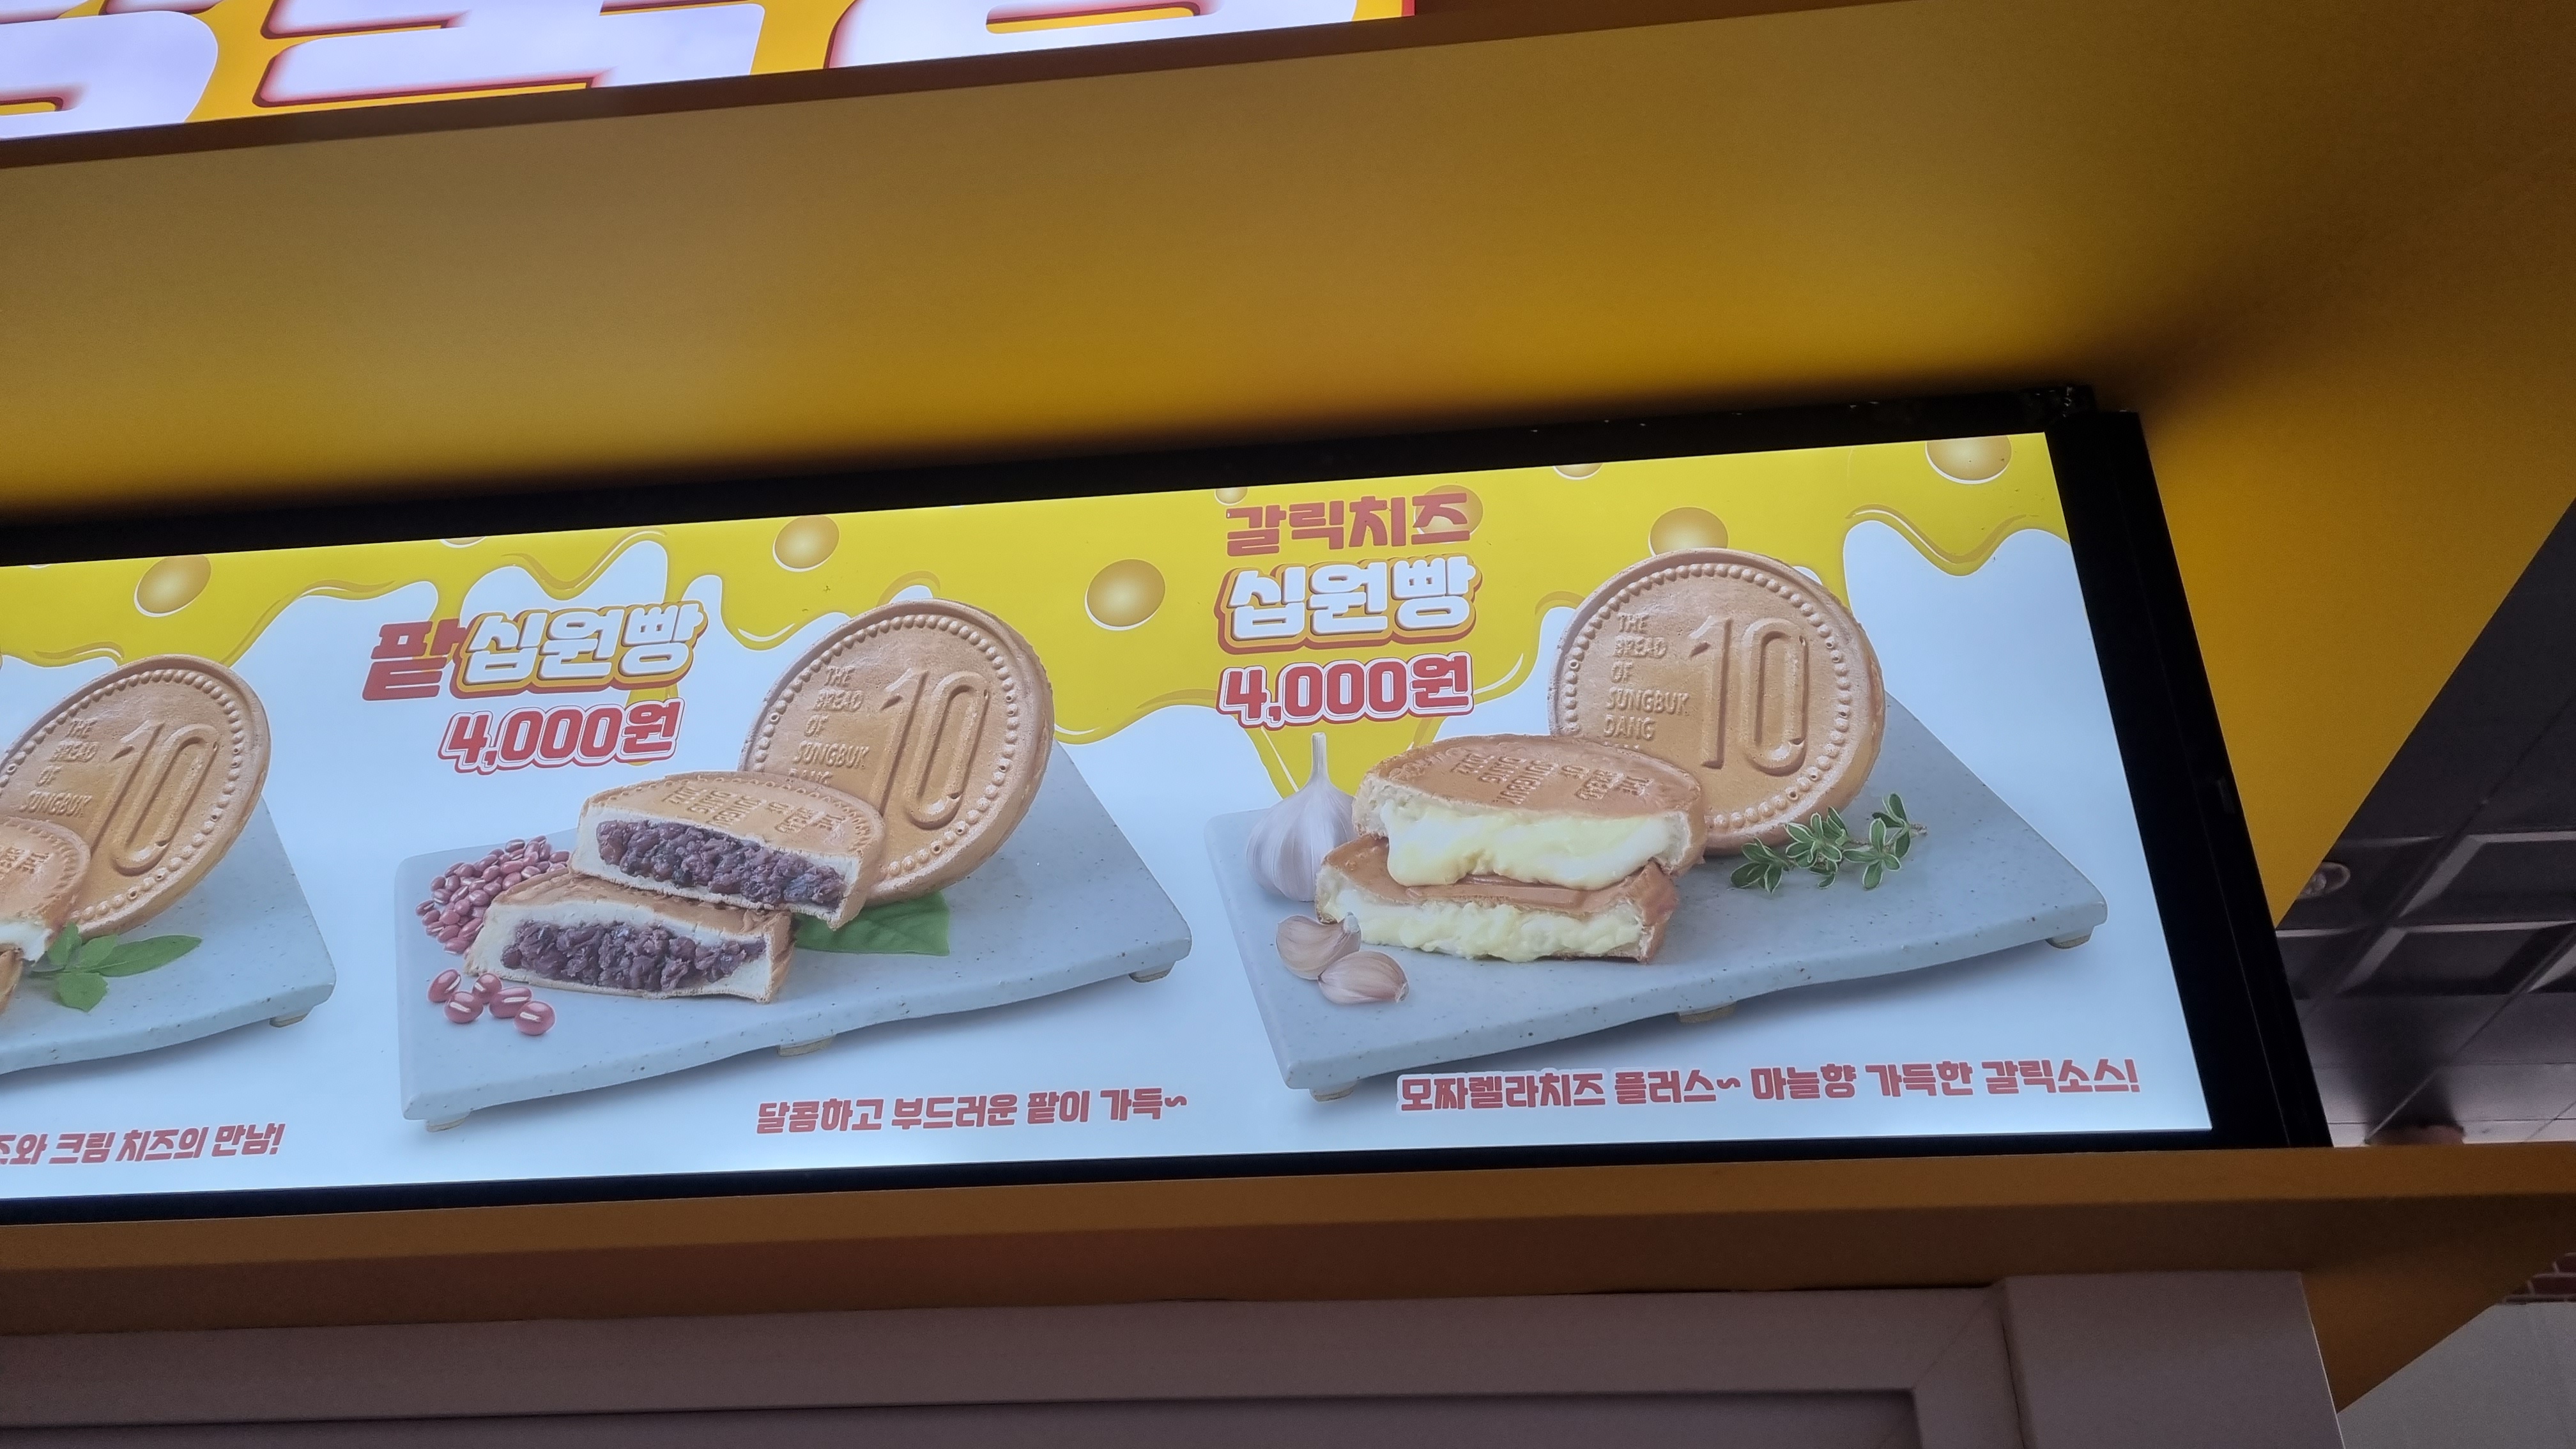 팥십원빵
4,000원
THE
BREAD
OF
SUNGBUK
10
THE
BREAD
OF
SUNGBUK
DANG
10
달콤하고 부드러운 팥이 가득~
갈릭치즈
십원빵
4,000원
THE
BREAD
OF
SUNGBUK
DANG
10
모짜렐라치즈 플러스~ 마늘향 가득한 갈릭소스!
크림 치즈의 만남!